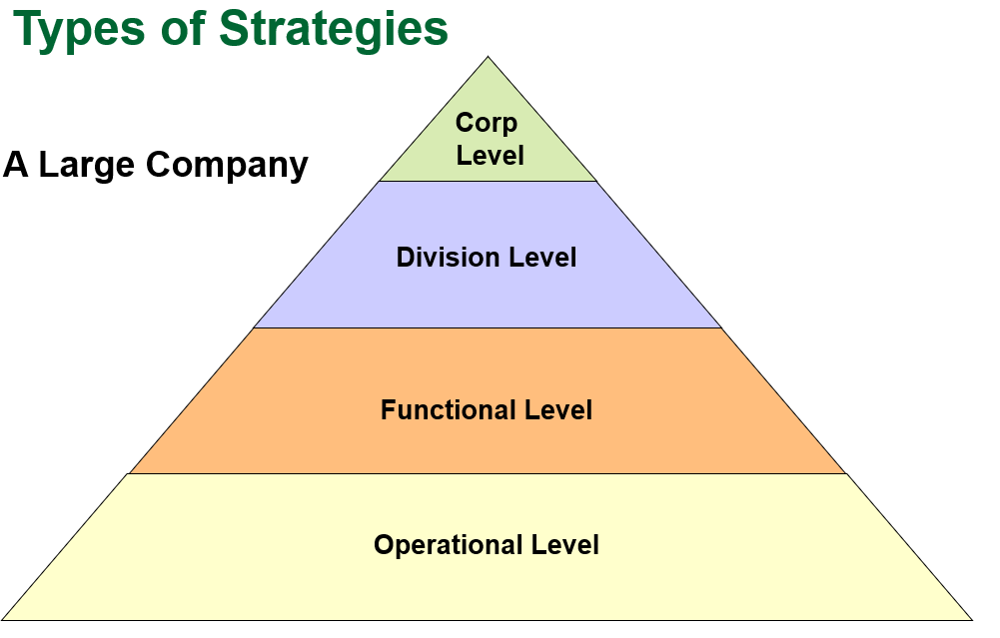 Types of Strategies
A Large Company
Corp
Level
Division Level
Functional Level
Operational Level